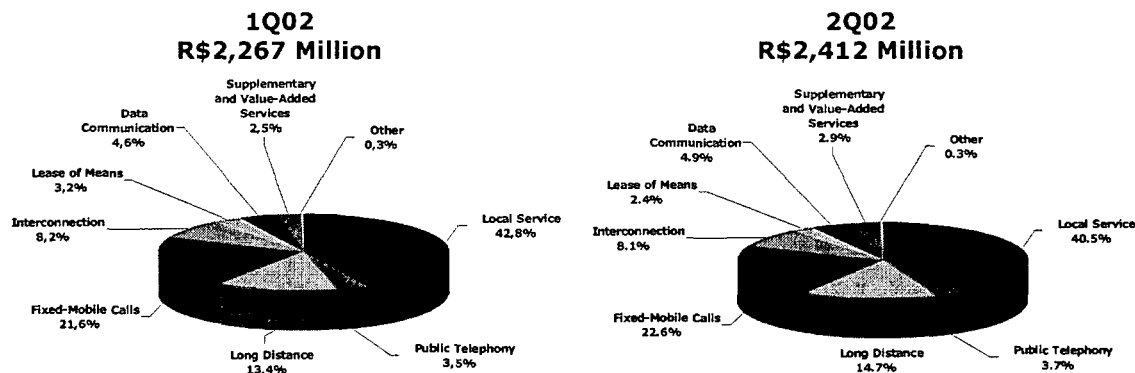 1Q02
R$2,267 Million
Supplementary
and Value-Added
Services
2,5%
Data
Communication
4,6%
Other
0,3%
Lease of Means
3,2%
Interconnection
8,2%
Local Service
42,8%
Fixed-Mobile Calls
21,6%
Long Distance
13.4%
Public Telephony
3,5%
2Q02
R$2,412 Million
Supplementary
and Value-Added
Services
2.9%
Data
Communication
4.9%
Other
0.3%
Lease of Means
2.4%
Interconnection
8.1%
Local Service
40.5%
Fixed-Mobile Calls
22.6%
Long Distance
14.7%
Public Telephony
3.7%